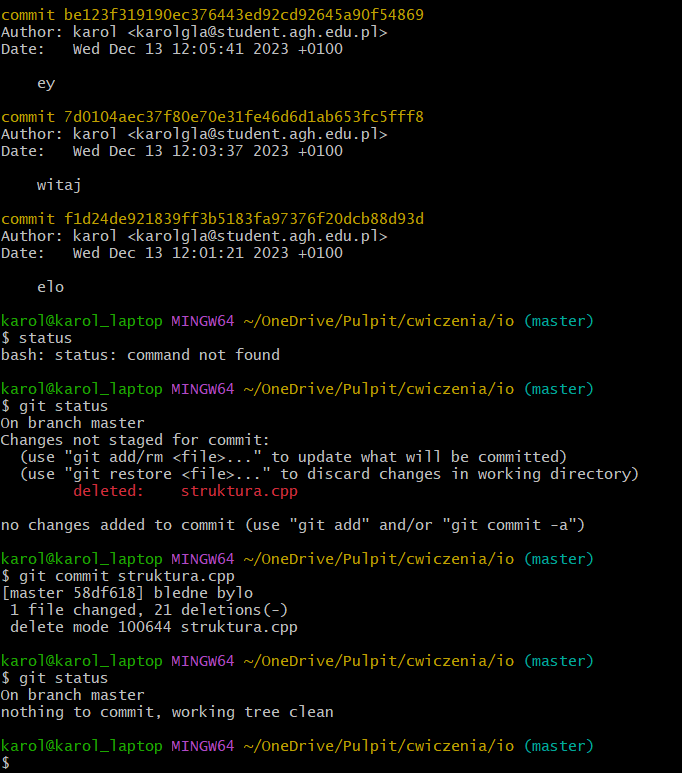 commit be123f319190ec376443ed92cd92645a90f54869
Author: karol <karolgla@student.agh.edu.pl>
Date:   Wed Dec 13 12:05:41 2023 +0100

    ey

commit 7d0104aec37f80e70e31fe46d6d1ab653fc5fff8
Author: karol <karolgla@student.agh.edu.pl>
Date:   Wed Dec 13 12:03:37 2023 +0100

    witaj

commit f1d24de921839ff3b5183fa97376f20dcb88d93d
Author: karol <karolgla@student.agh.edu.pl>
Date:   Wed Dec 13 12:01:21 2023 +0100

    elo

karol@karol_laptop MINGW64 ~/OneDrive/Pulpit/cwiczenia/io (master)
$ status
bash: status: command not found

karol@karol_laptop MINGW64 ~/OneDrive/Pulpit/cwiczenia/io (master)
$ git status
On branch master
Changes not staged for commit:
  (use "git add/rm <file>..." to update what will be committed)
  (use "git restore <file>..." to discard changes in working directory)
        deleted:    struktura.cpp

no changes added to commit (use "git add" and/or "git commit -a")

karol@karol_laptop MINGW64 ~/OneDrive/Pulpit/cwiczenia/io (master)
$ git commit struktura.cpp
[master 58df618] bledne bylo
 1 file changed, 21 deletions(-)
 delete mode 100644 struktura.cpp

karol@karol_laptop MINGW64 ~/OneDrive/Pulpit/cwiczenia/io (master)
$ git status
On branch master
nothing to commit, working tree clean

karol@karol_laptop MINGW64 ~/OneDrive/Pulpit/cwiczenia/io (master)
$